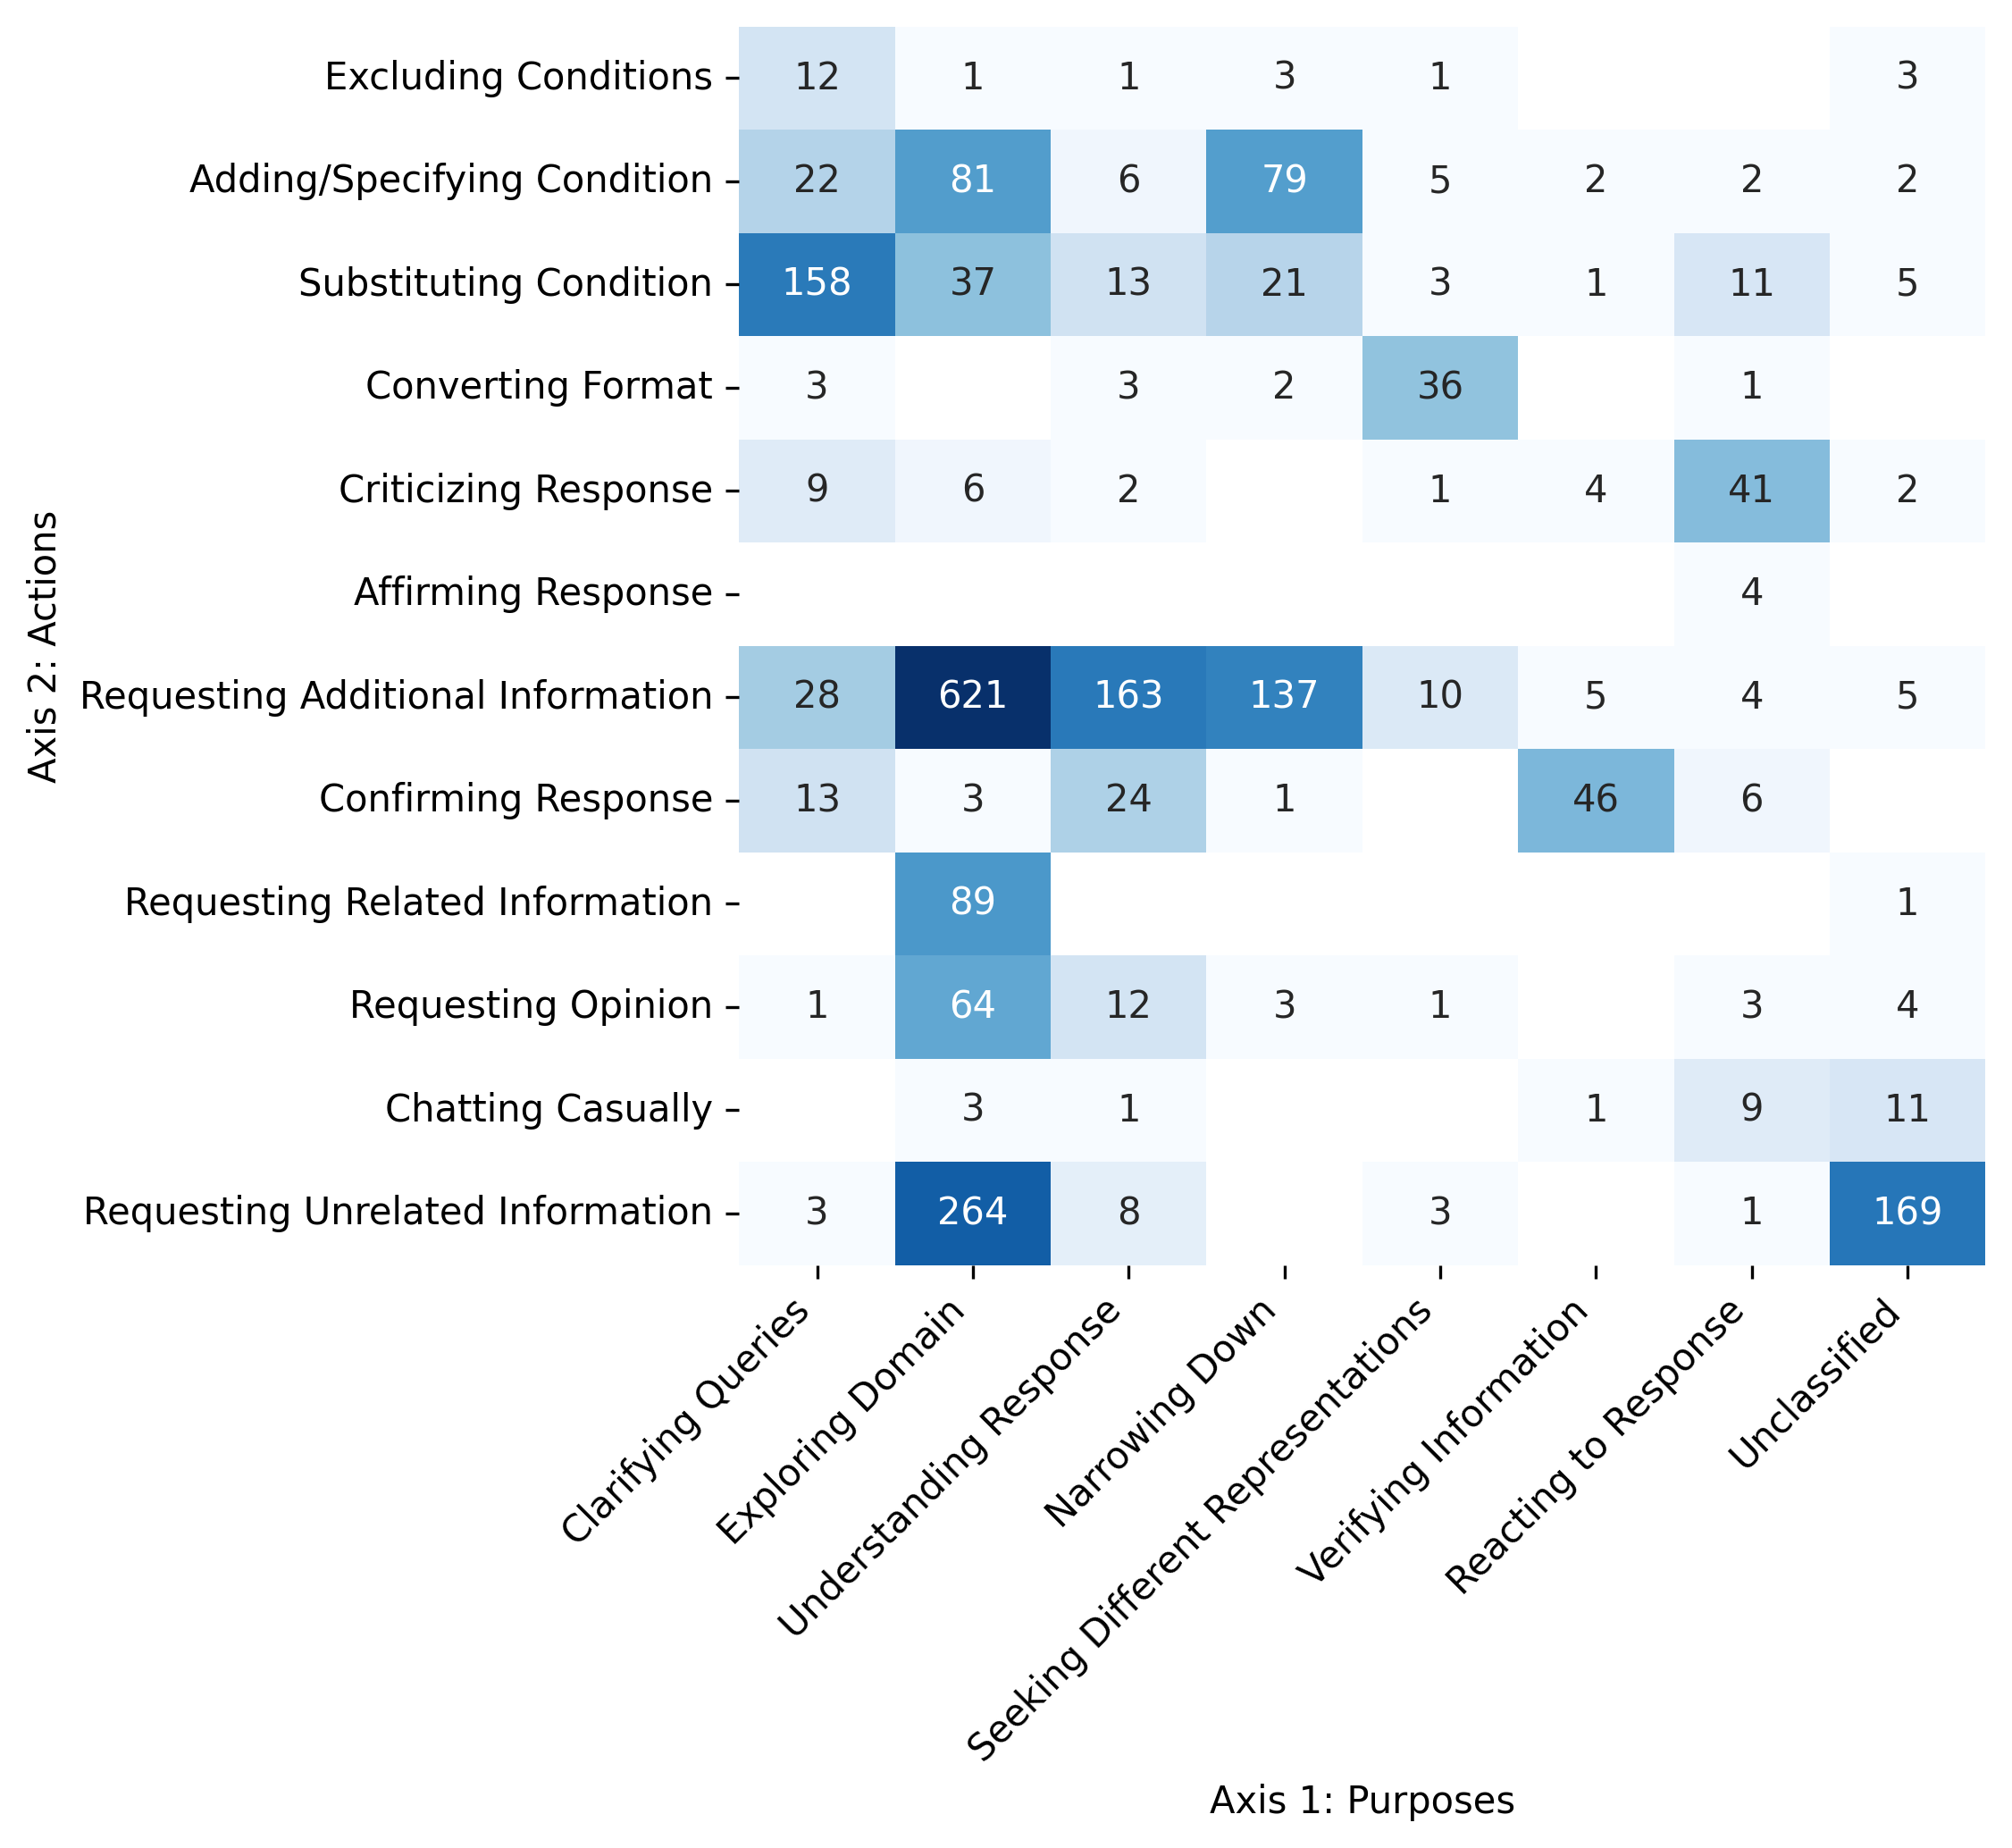 Excluding Conditions 12 1 1 3 1 3
Adding/Specifying Condition 22 81 6 79 5 2 2 2
Substituting Condition 158 37 13 21 3 1 11 5
Converting Format 3 3 2 36 1
Criticizing Response 9 6 2 1 4 41 2
Affirming Response 4
Requesting Additional Information 28 621 163 137 10 5 4 5
Confirming Response 13 3 24 1 46 6
Requesting Related Information 89 1
Requesting Opinion 1 64 12 3 1 3 4
Chatting Casually 3 1 1 9 11
Requesting Unrelated Information 3 264 8 3 1 169
Axis 2: Actions
Clarifying Queries
Exploring Domain
Understanding Response
Narrowing Down
Seeking Different Representations
Verifying Information
Reacting to Response
Unclassified
Axis 1: Purposes